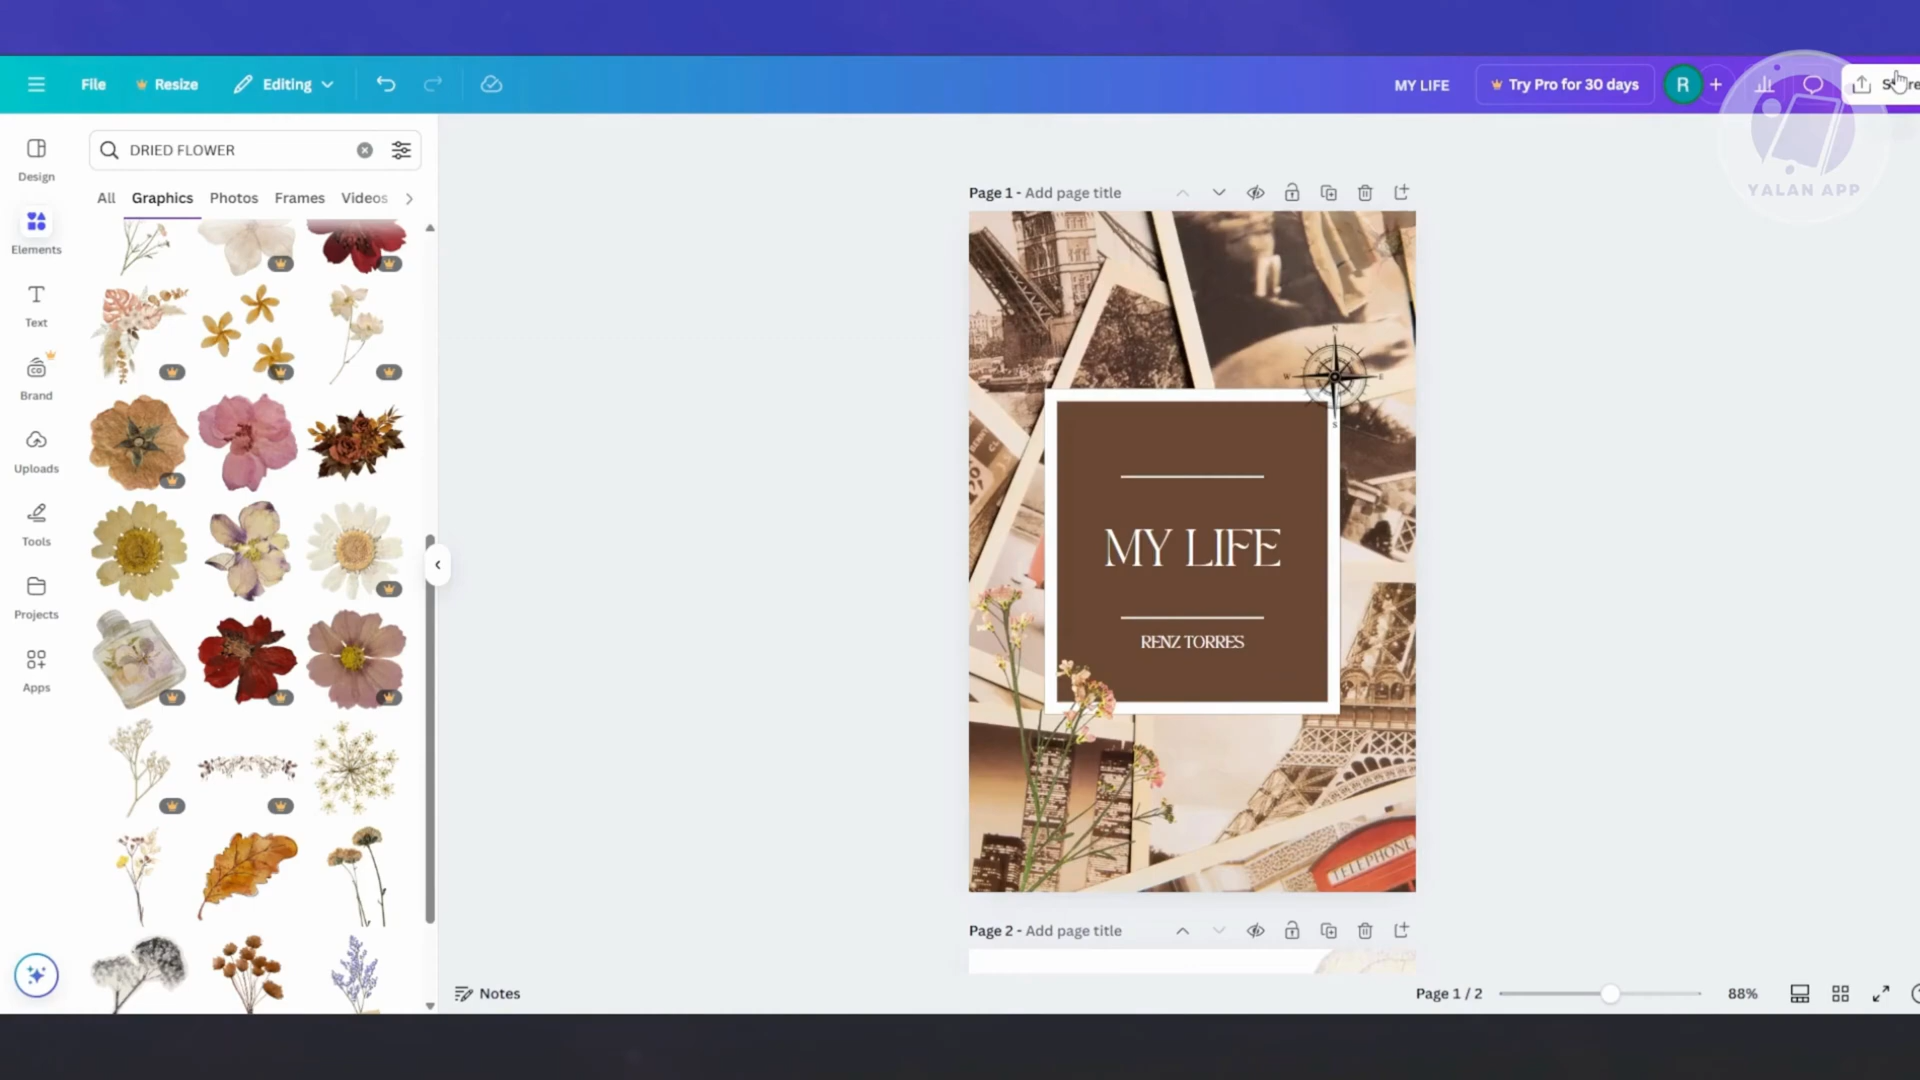 File
Resize
Editing
MY LIFE
Try Pro for 30 days
R
YALAN APP
DRIED FLOWER
All
Graphics
Photos
Frames
Videos
Design
Elements
Text
Brand
Uploads
Tools
Projects
Apps
Page 1 - Add page title
N
W
E
S
MY LIFE
RENZ TORRES
TELEPHONE
Page 2 - Add page title
Notes
Page 1 / 2
88%